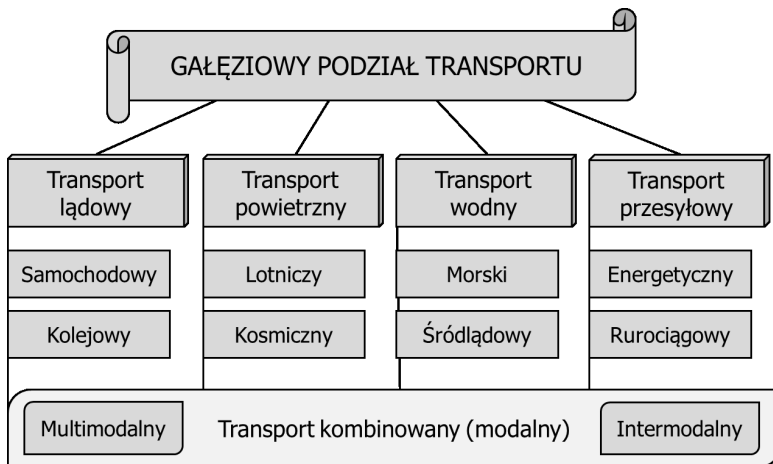 GAŁĘZIOWY PODZIAŁ TRANSPORTU
Transport
lądowy
Transport
powietrzny
Transport
wodny
Transport
przesyłowy
Samochodowy
Lotniczy
Morski
Energetyczny
Kolejowy
Kosmiczny
Śródlądowy
Rurociągowy
Multimodalny
Transport kombinowany (modalny)
Intermodalny